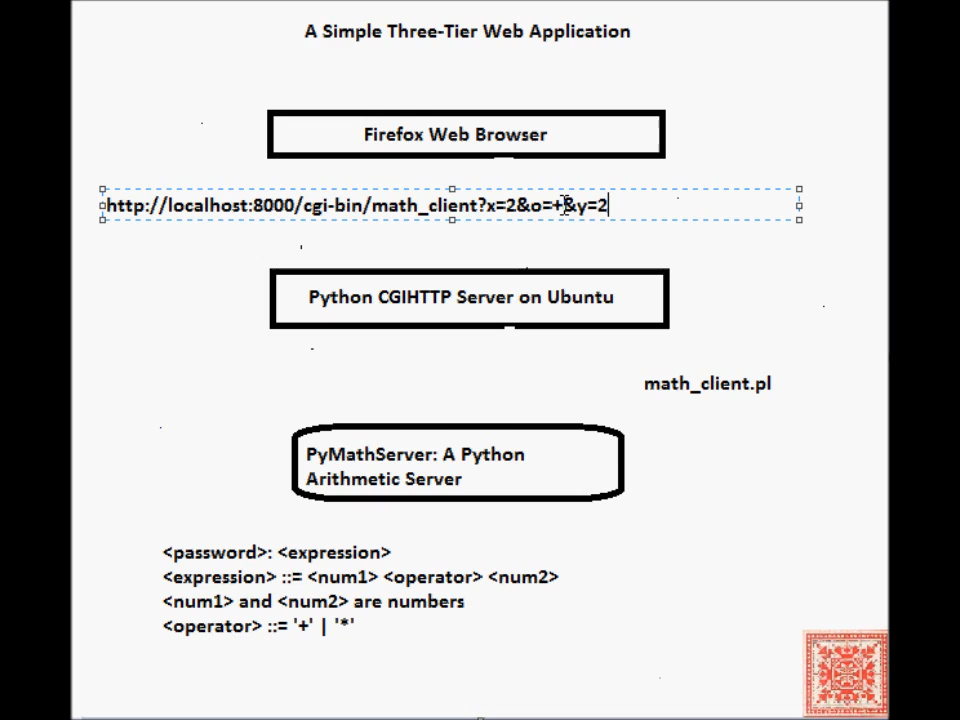 A Simple Three-Tier Web Application
Firefox Web Browser
http://localhost:8000/cgi-bin/math_client?x=2&o=+&y=2
Python CGIHTTP Server on Ubuntu
math_client.pl
PyMathServer: A Python
Arithmetic Server
<password>: <expression>
<expression> ::= <num1> <operator> <num2>
<num1> and <num2> are numbers
<operator> ::= '+' | '*'